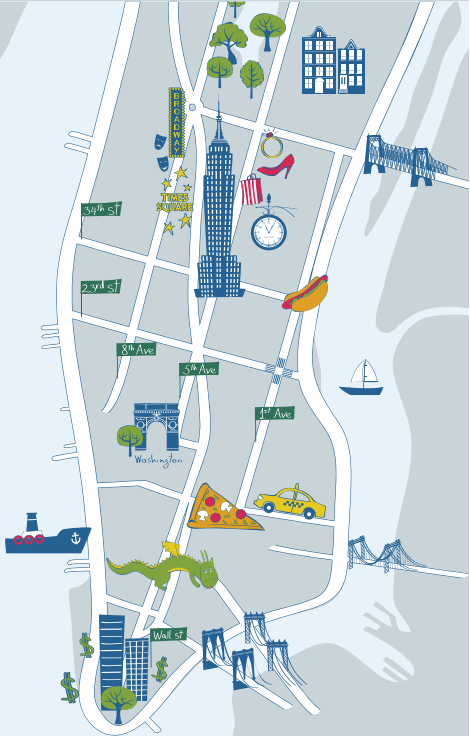 BROADWAY
TIMES
SQUARE
34th st
23rd st
8th Ave
5th Ave
1st Ave
Washington
Wall st